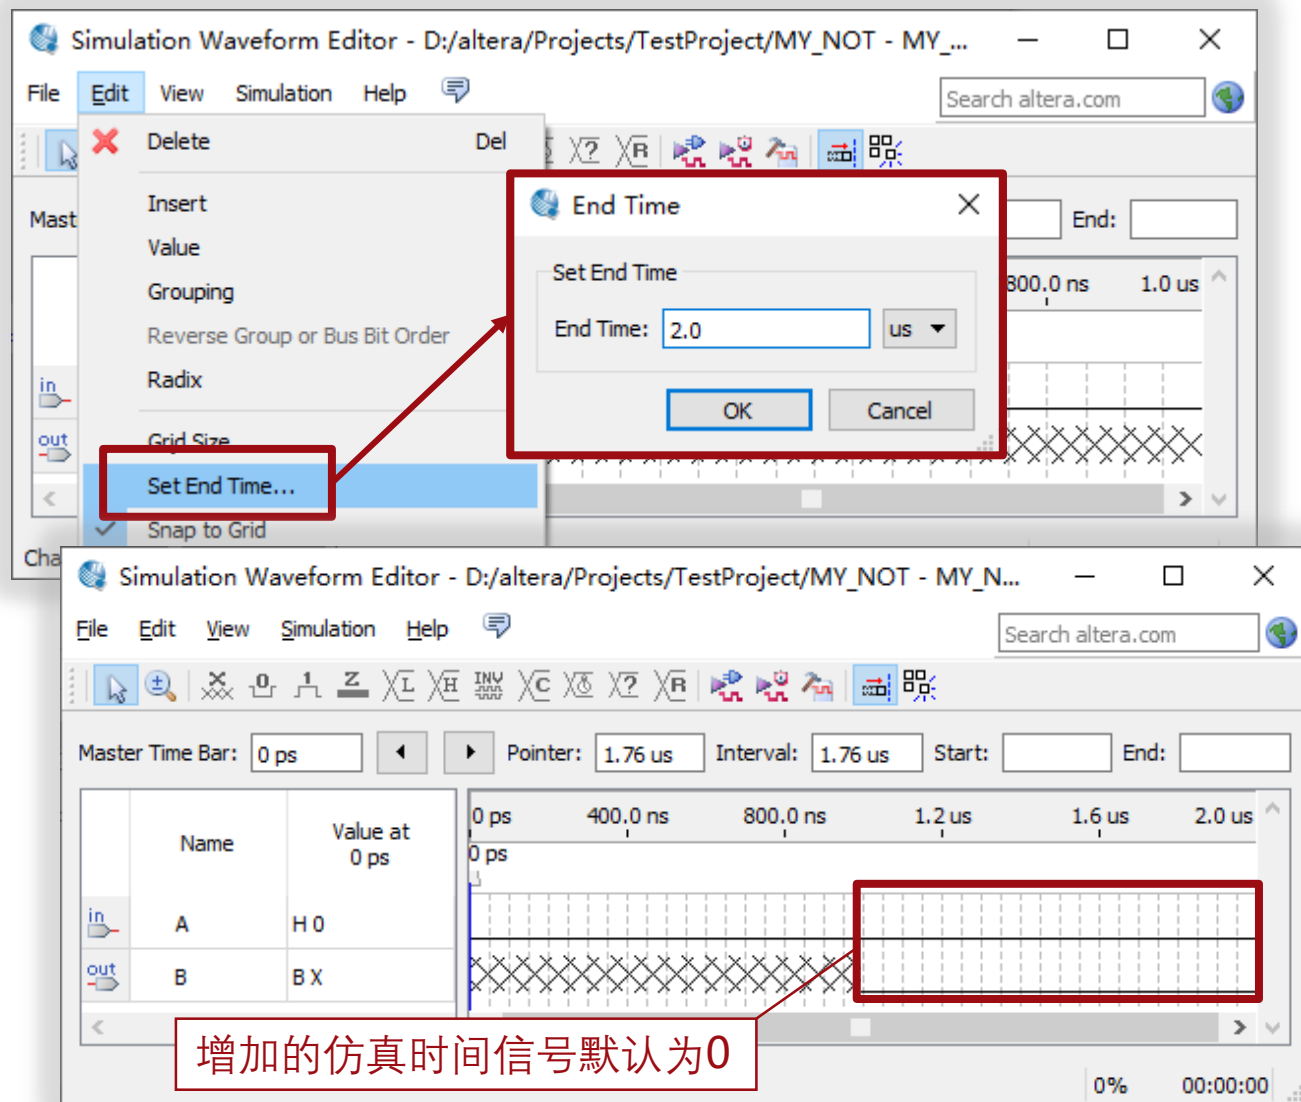 Simulation Waveform Editor - D:/altera/Projects/TestProject/MY_NOT - MY_...
File Edit View Simulation Help
Search altera.com
Delete Del
Insert
Value
Grouping
Reverse Group or Bus Bit Order
Radix
Grid Size
Set End Time...
Snap to Grid
Mast
End:
800.0 ns 1.0 us
in
out
Cha
End Time
Set End Time
End Time: 2.0 us
OK Cancel
Simulation Waveform Editor - D:/altera/Projects/TestProject/MY_NOT - MY_N...
File Edit View Simulation Help
Search altera.com
Master Time Bar: 0 ps Pointer: 1.76 us Interval: 1.76 us Start: End:
Name Value at
0 ps
0 ps 400.0 ns 800.0 ns 1.2 us 1.6 us 2.0 us
0 ps
in A H 0
out B B X
增加的仿真时间信号默认为0
0% 00:00:00